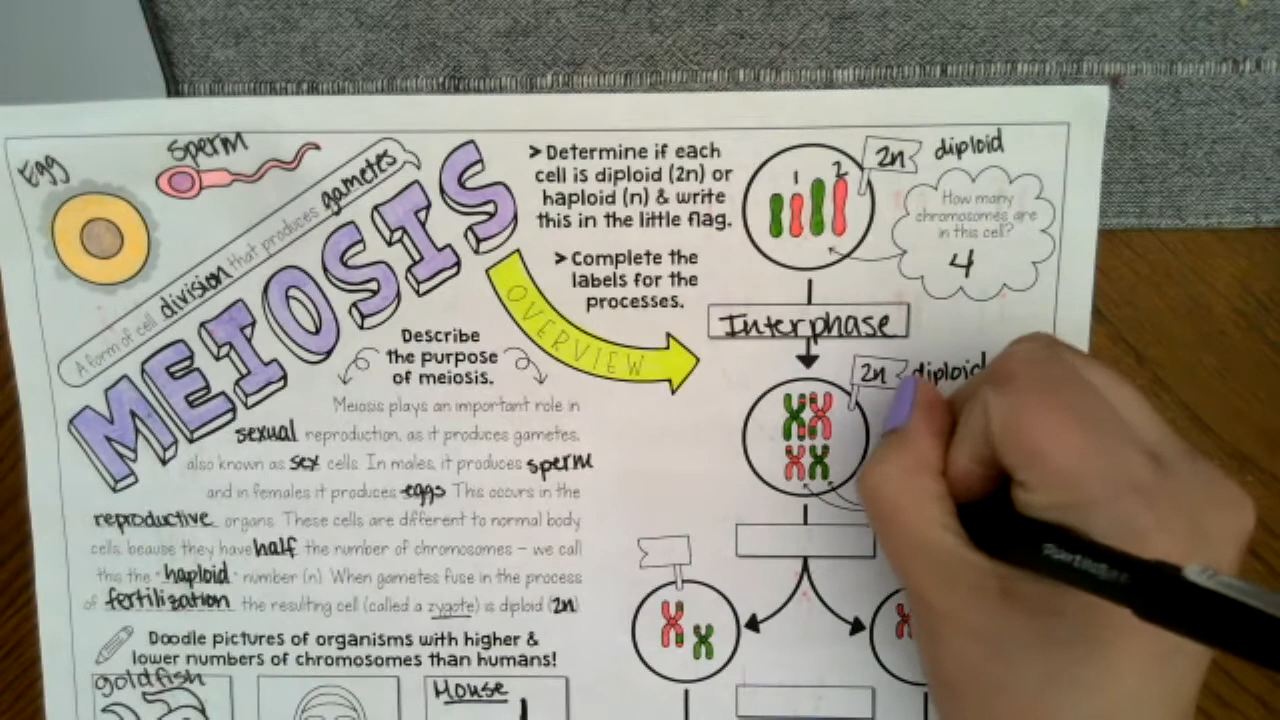 Egg
sperm
A form of cell division that produces gametes
MEIOSIS
OVERVIEW
> Determine if each
cell is diploid (2n) or
haploid (n) & write
this in the little flag.
> Complete the
labels for the
processes.
1
2
2n
diploid
How many
chromosomes are
in this cell?
4
Interphase
2n
diploid
Describe
the purpose
of meiosis.
Meiosis plays an important role in
sexual reproduction, as it produces gametes,
also known as sex cells. In males, it produces sperm
and in females it produces eggs. This occurs in the
reproductive organs. These cells are different to normal body
cells, beause they have half the number of chromosomes – we call
this the "haploid" number (n). When gametes fuse in the process
of fertilization the resulting cell (called a zygote) is diploid (2n)
Doodle pictures of organisms with higher &
lower numbers of chromosomes than humans!
goldfish
Mouse